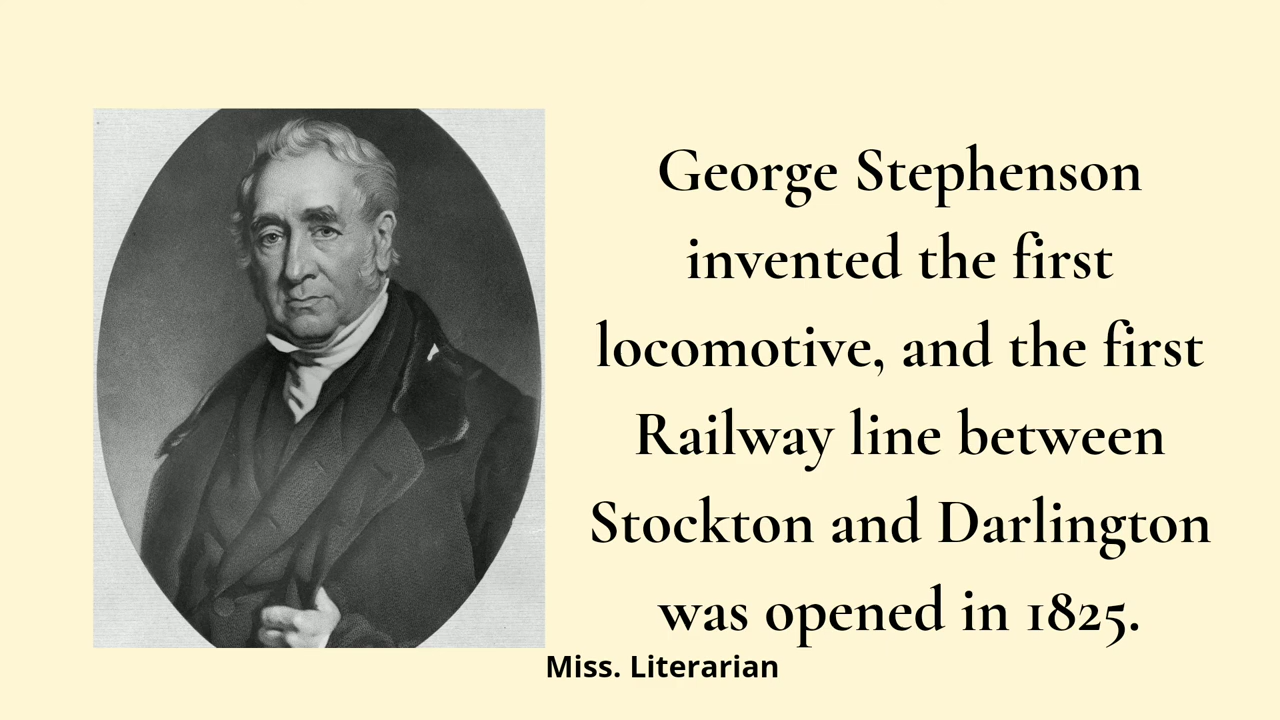 George Stephenson
invented the first
locomotive, and the first
Railway line between
Stockton and Darlington
was opened in 1825.
Miss. Literarian